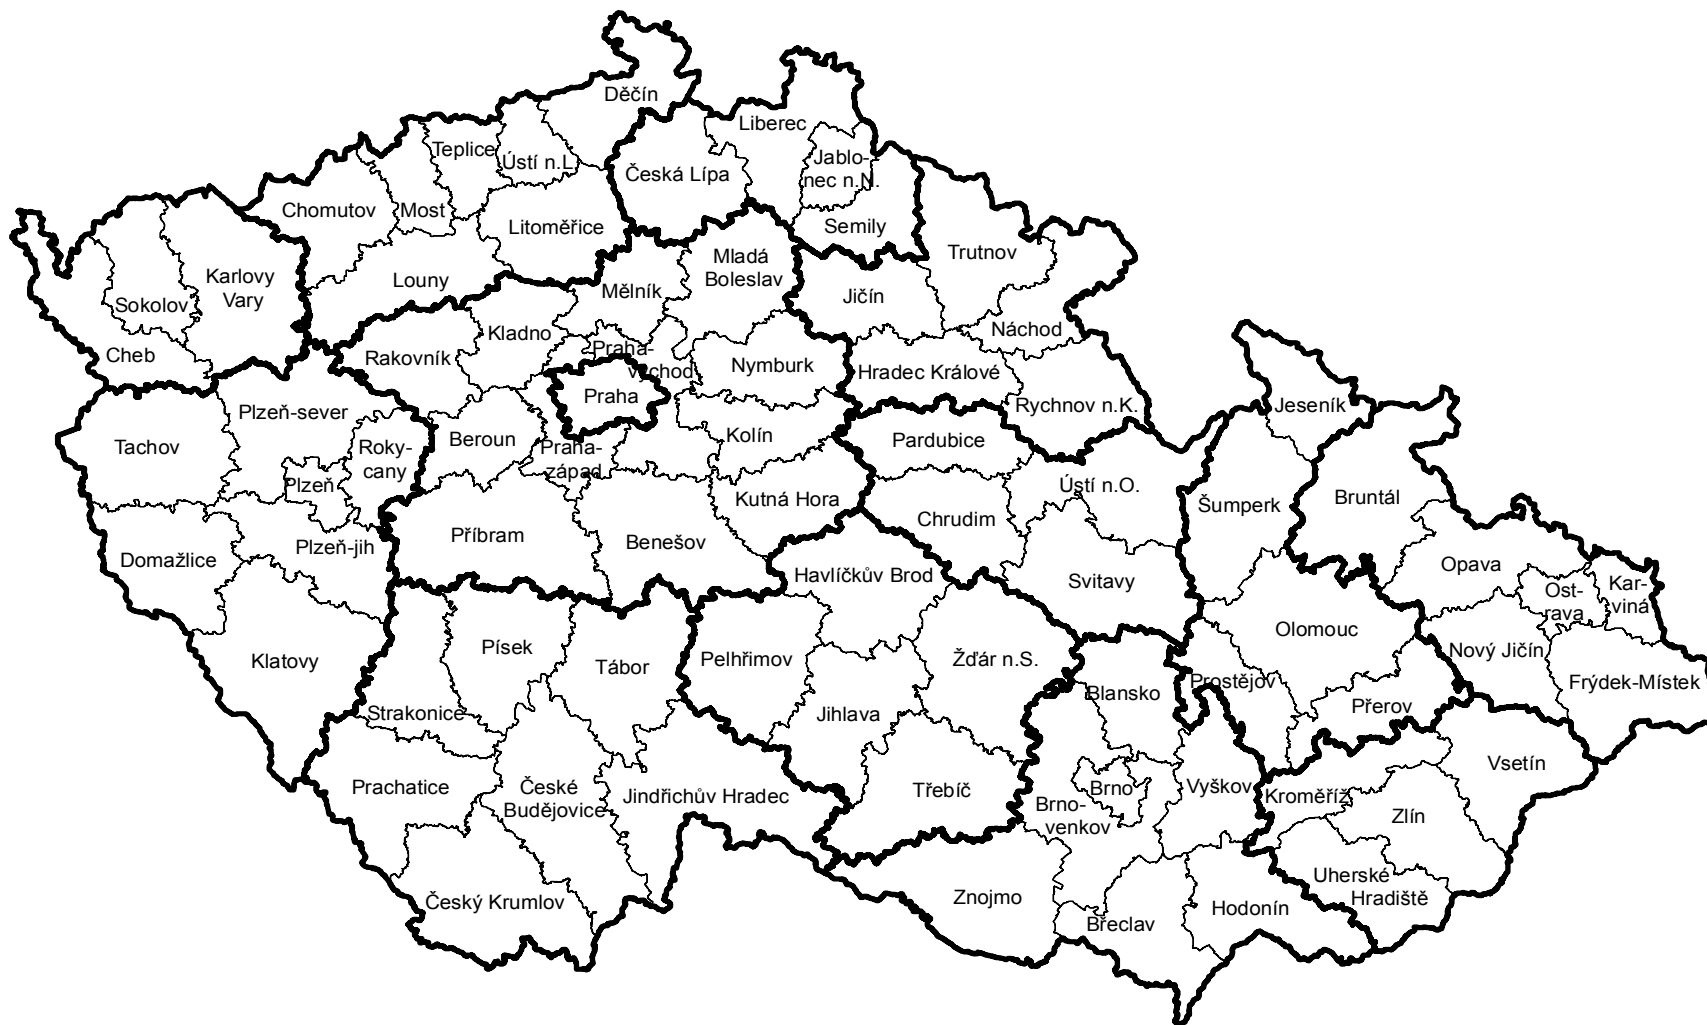 Děčín
Liberec
Teplice
Ústí n.L.
Jablo-
nec n.N.
Česká Lípa
Chomutov
Most
Litoměřice
Semily
Trutnov
Karlovy
Vary
Louny
Mladá
Boleslav
Mělník
Jičín
Sokolov
Kladno
Náchod
Cheb
Rakovník
Praha-
východ
Nymburk
Hradec Králové
Praha
Rychnov n.K.
Jeseník
Plzeň-sever
Tachov
Roky-
cany
Beroun
Praha-
západ
Kolín
Pardubice
Plzeň
Kutná Hora
Ústí n.O.
Šumperk
Bruntál
Chrudim
Příbram
Benešov
Plzeň-jih
Domažlice
Havlíčkův Brod
Svitavy
Opava
Ost-
rava
Kar-
viná
Olomouc
Klatovy
Písek
Tábor
Pelhřimov
Žďár n.S.
Nový Jičín
Frýdek-Místek
Prostějov
Blansko
Přerov
Strakonice
Jihlava
Vsetín
Prachatice
České
Budějovice
Jindřichův Hradec
Třebíč
Brno
Brno-
venkov
Vyškov
Kroměříž
Zlín
Uherské
Hradiště
Český Krumlov
Znojmo
Břeclav
Hodonín